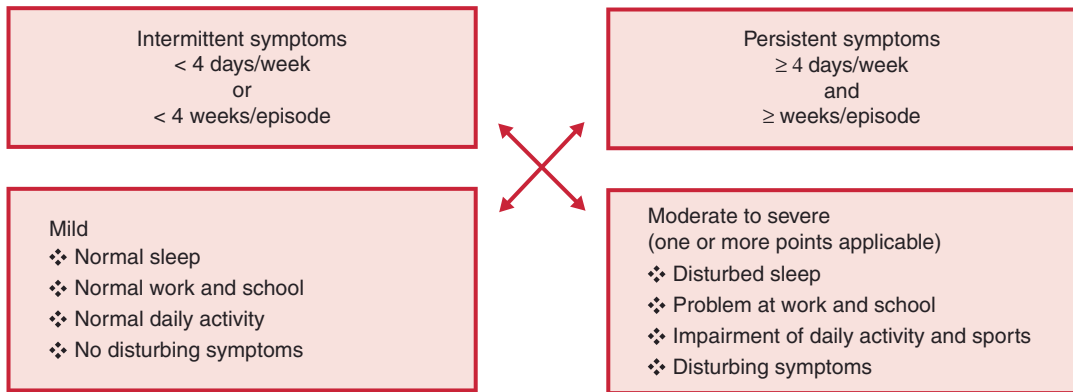 Intermittent symptoms
< 4 days/week
or
< 4 weeks/episode
Persistent symptoms
≥ 4 days/week
and
≥ weeks/episode
Mild
❖ Normal sleep
❖ Normal work and school
❖ Normal daily activity
❖ No disturbing symptoms
Moderate to severe
(one or more points applicable)
❖ Disturbed sleep
❖ Problem at work and school
❖ Impairment of daily activity and sports
❖ Disturbing symptoms